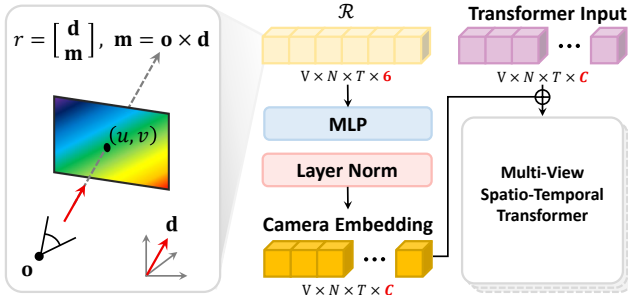 r = [d m], m = o × d
(u, v)
d
o
ℛ
V × N × T × 6
MLP
Layer Norm
Camera Embedding
...
V × N × T × C
Transformer Input
...
V × N × T × C
Multi-View
Spatio-Temporal
Transformer